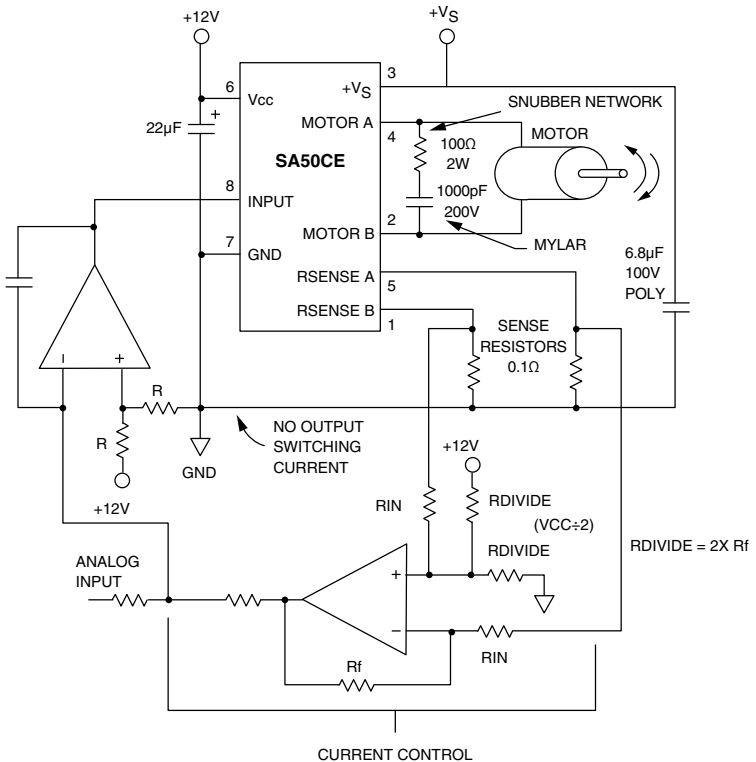 +12V
+VS
3
6
Vcc
+VS
SNUBBER NETWORK
22µF
+
MOTOR A
4
100Ω
2W
MOTOR
SA50CE
8
INPUT
1000pF
200V
2
MOTOR B
7
GND
MYLAR
RSENSE A
5
6.8µF
100V
POLY
RSENSE B
1
SENSE
RESISTORS
0.1Ω
–
+
R
R
GND
NO OUTPUT
SWITCHING
CURRENT
+12V
+12V
RIN
RDIVIDE
(VCC÷2)
RDIVIDE
RDIVIDE = 2X Rf
ANALOG
INPUT
+
–
RIN
Rf
CURRENT CONTROL